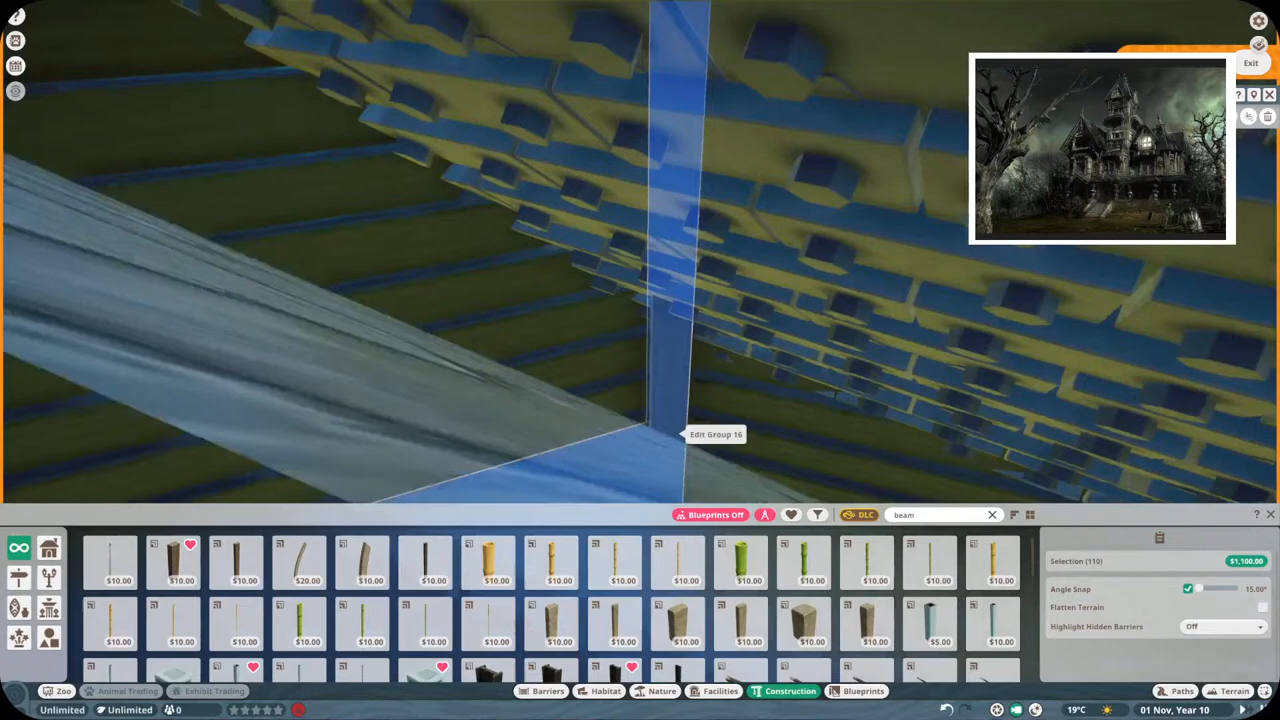 Exit
?
Edit Group 16
Blueprints Off
DLC
beam
?
$10.00 $10.00 $10.00 $20.00 $10.00 $10.00 $10.00 $10.00 $10.00 $10.00 $10.00 $10.00 $10.00 $10.00 $10.00
$10.00 $10.00 $10.00 $10.00 $10.00 $10.00 $10.00 $10.00 $10.00 $10.00 $10.00 $10.00 $10.00 $5.00 $10.00
Selection (110) $1,100.00
Angle Snap 15.00°
Flatten Terrain
Highlight Hidden Barriers Off
Zoo Animal Trading Exhibit Trading Barriers Habitat Nature Facilities Construction Blueprints Paths Terrain
Unlimited Unlimited 0 19°C 01 Nov, Year 10